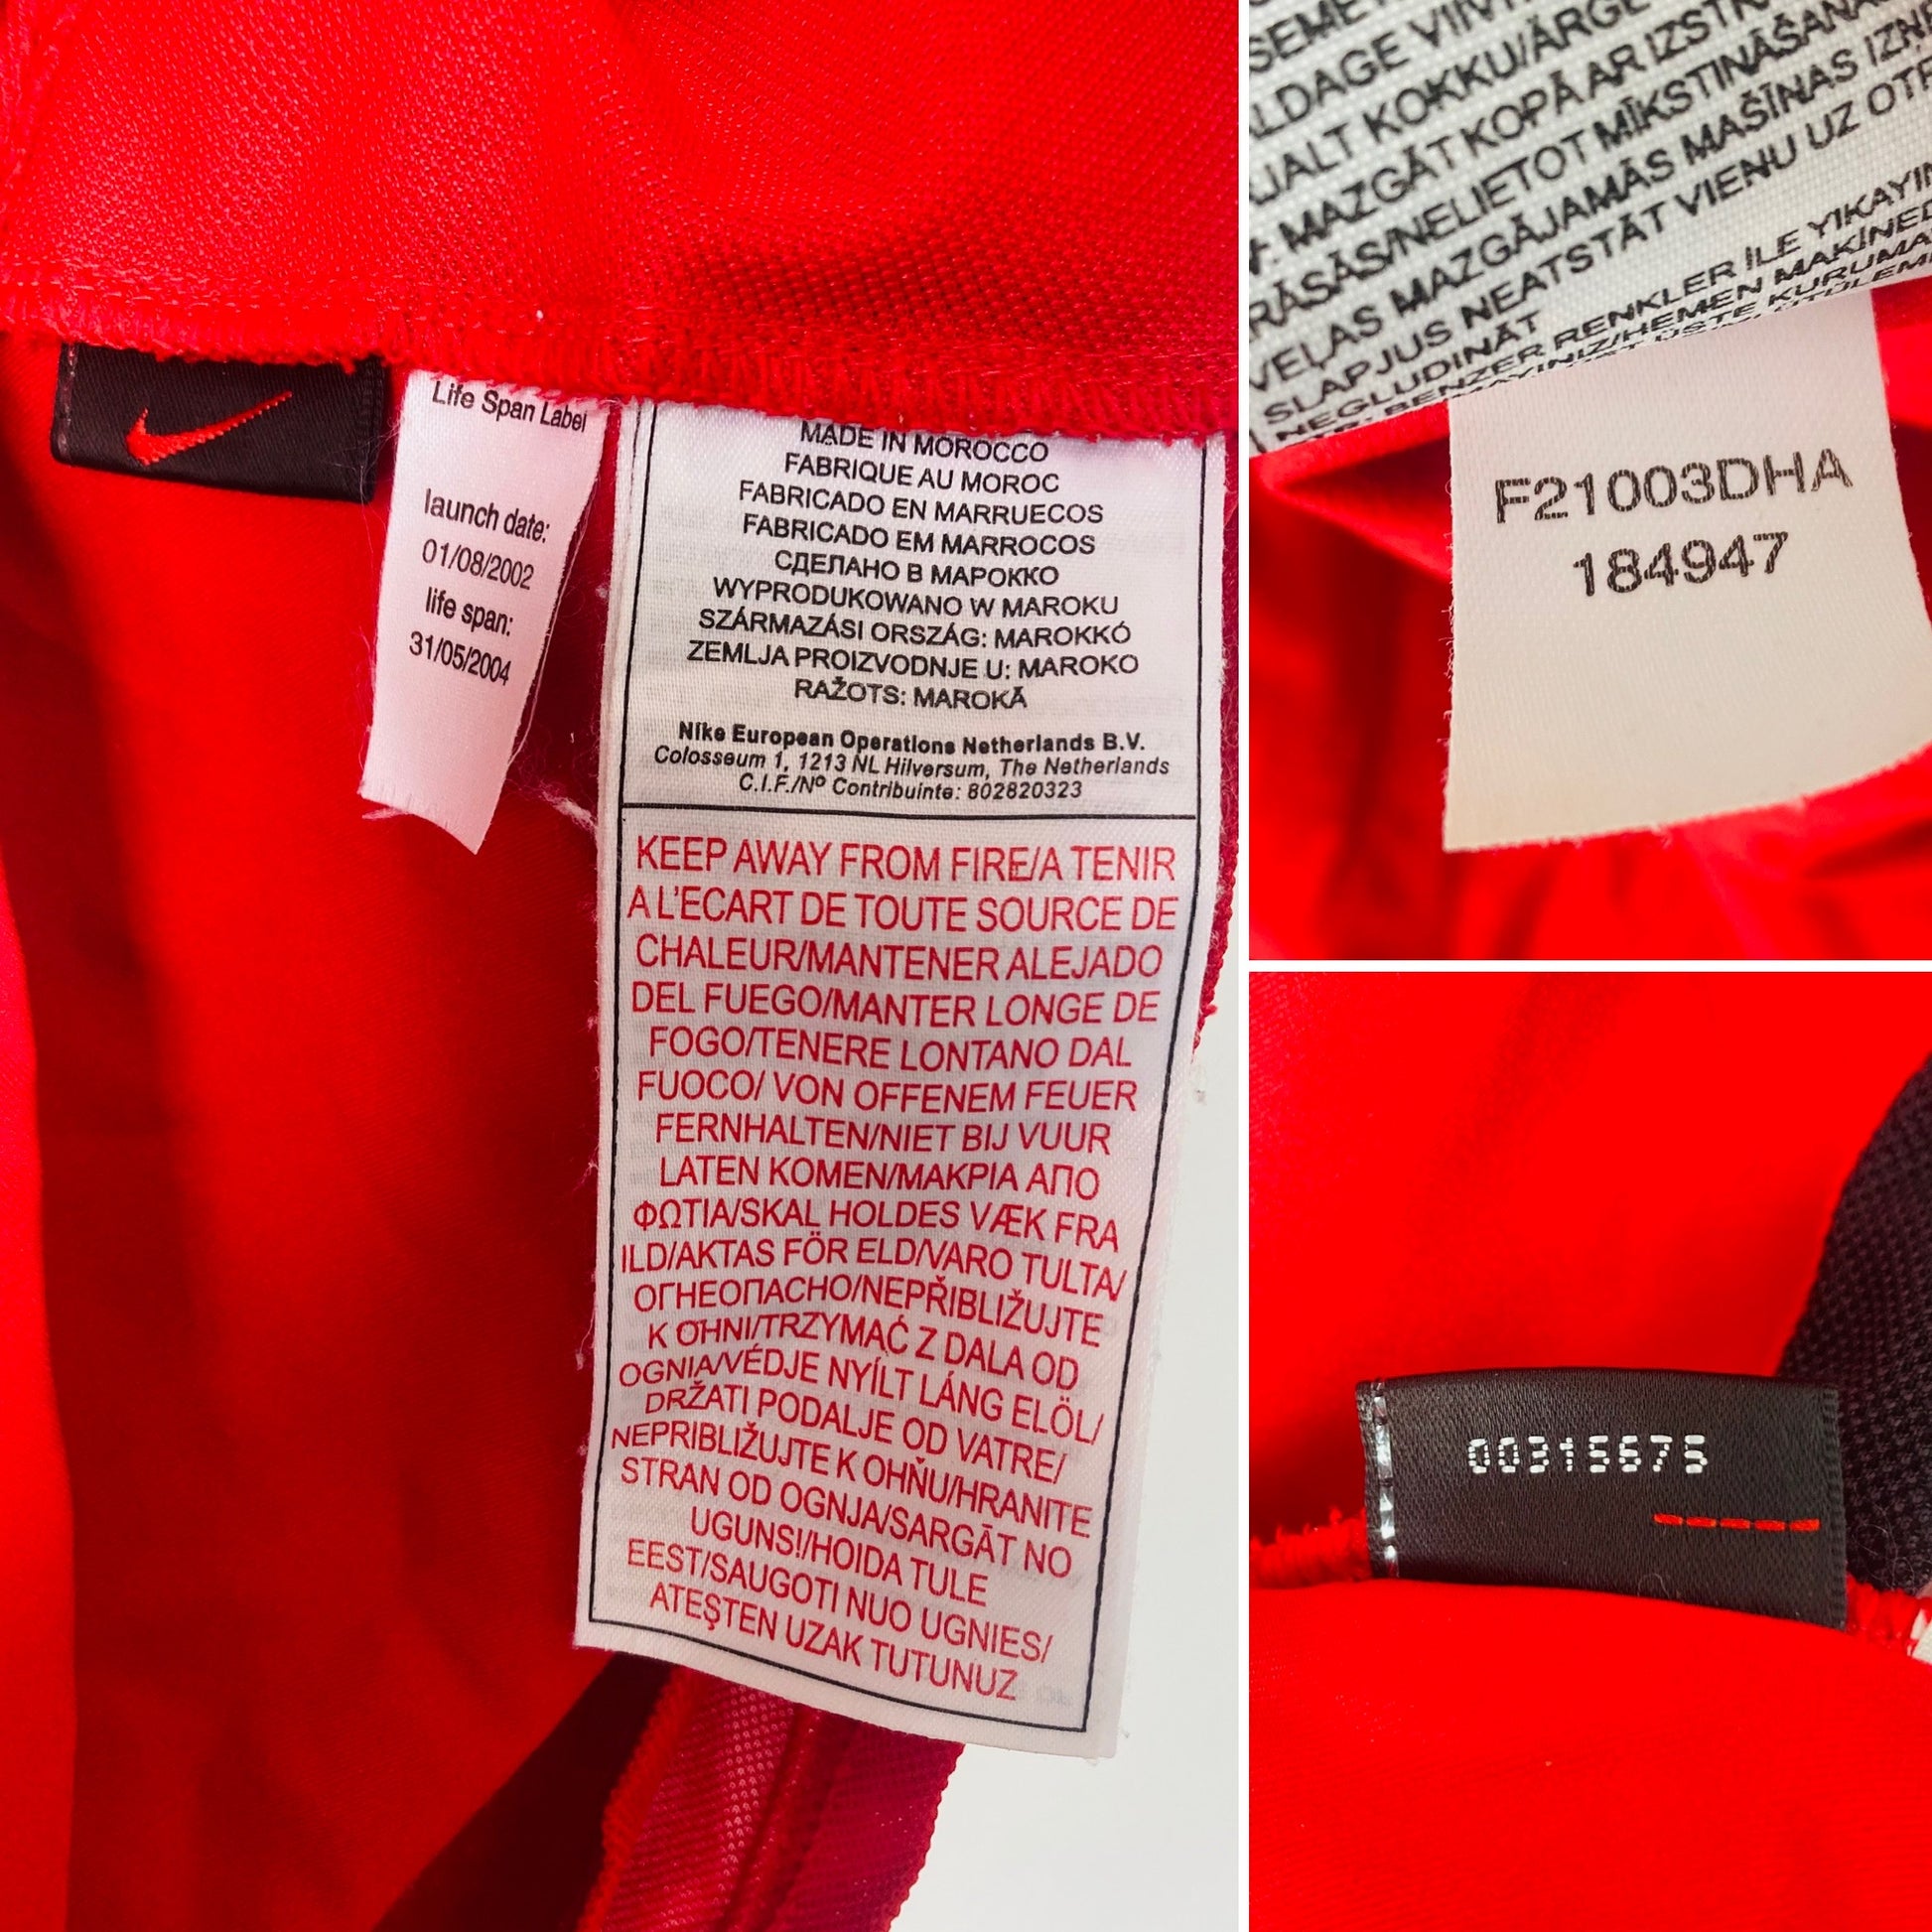 Life Span Label
launch date:
01/08/2002
life span:
31/05/2004
MADE IN MOROCCO
FABRIQUE AU MOROC
FABRICADO EN MARRUECOS
FABRICADO EM MARROCOS
СДЕЛАНО В МАРОККО
WYPRODUKOWANO W MAROKU
SZÁRMAZÁSI ORSZÁG: MAROKKÓ
ZEMLJA PROIZVODNJE U: MAROKO
RAŽOTS: MAROKĀ
Nike European Operations Netherlands B.V.
Colosseum 1, 1213 NL Hilversum, The Netherlands
C.I.F./Nº Contribuinte: 802820323
KEEP AWAY FROM FIRE/A TENIR
A L'ECART DE TOUTE SOURCE DE
CHALEUR/MANTENER ALEJADO
DEL FUEGO/MANTER LONGE DE
FOGO/TENERE LONTANO DAL
FUOCO/ VON OFFENEM FEUER
FERNHALTEN/NIET BIJ VUUR
LATEN KOMEN/ΜΑΚΡΙΑ ΑΠΟ
ΦΩΤΙΑ/SKAL HOLDES VÆK FRA
ILD/AKTAS FÖR ELD/VARO TULTA/
ОГНЕОПАСНО/NEPŘIBLIŽUJTE
K OHNI/TRZYMAĆ Z DALA OD
OGNIA/VÉDJE NYÍLT LÁNG ELÖL/
DRŽATI PODALJE OD VATRE/
NEPRIBLIŽUJTE K OHŇU/HRANITE
STRAN OD OGNJA/SARGĀT NO
UGUNS!/HOIDA TULE
EEST/SAUGOTI NUO UGNIES/
ATEŞTEN UZAK TUTUNUZ
KOKKU/ÄRGE
MAZGĀT KOPĀ AR
RĀSĀS/NELIETOT MĪKSTINĀŠANAS
VEĻAS MAZGĀJAMĀS MAŠĪNAS
SLAPJUS NEATSTĀT VIENU UZ
NEGLUDINĀT
BENZER RENKLER İLE
F21003DHA
184947
00315675